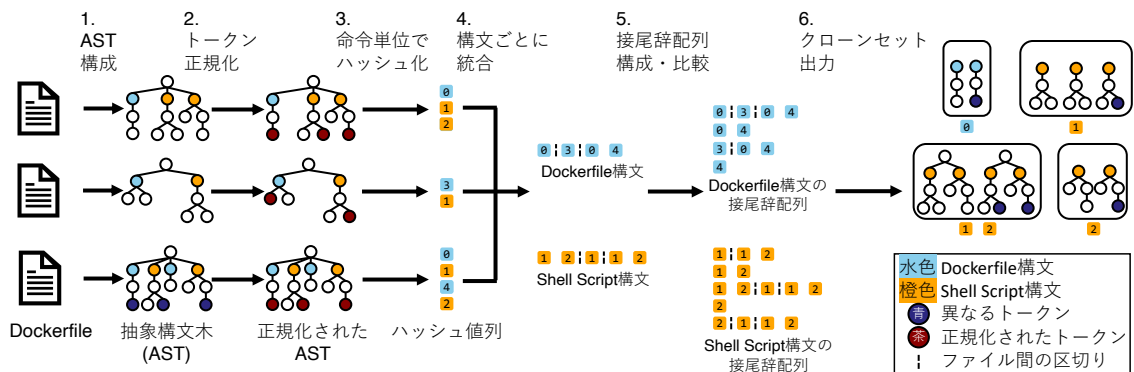 1.
AST
構成
2.
トークン
正規化
3.
命令単位で
ハッシュ化
4.
構文ごとに
統合
5.
接尾辞配列
構成・比較
6.
クローンセット
出力
0
1
2
3
1
0
1
4
2
0 ¦ 3 ¦ 0 4
Dockerfile構文
1 2 ¦ 1 ¦ 1 2
Shell Script構文
0 ¦ 3 ¦ 0 4
0 4
3 ¦ 0 4
4
Dockerfile構文の
接尾辞配列
1 ¦ 1 2
1 2
1 2 ¦ 1 ¦ 1 2
2
2 ¦ 1 ¦ 1 2
Shell Script構文の
接尾辞配列
0
1
1 2
2
Dockerfile
抽象構文木
(AST)
正規化された
AST
ハッシュ値列
水色 Dockerfile構文
橙色 Shell Script構文
青 異なるトークン
茶 正規化されたトークン
¦ ファイル間の区切り